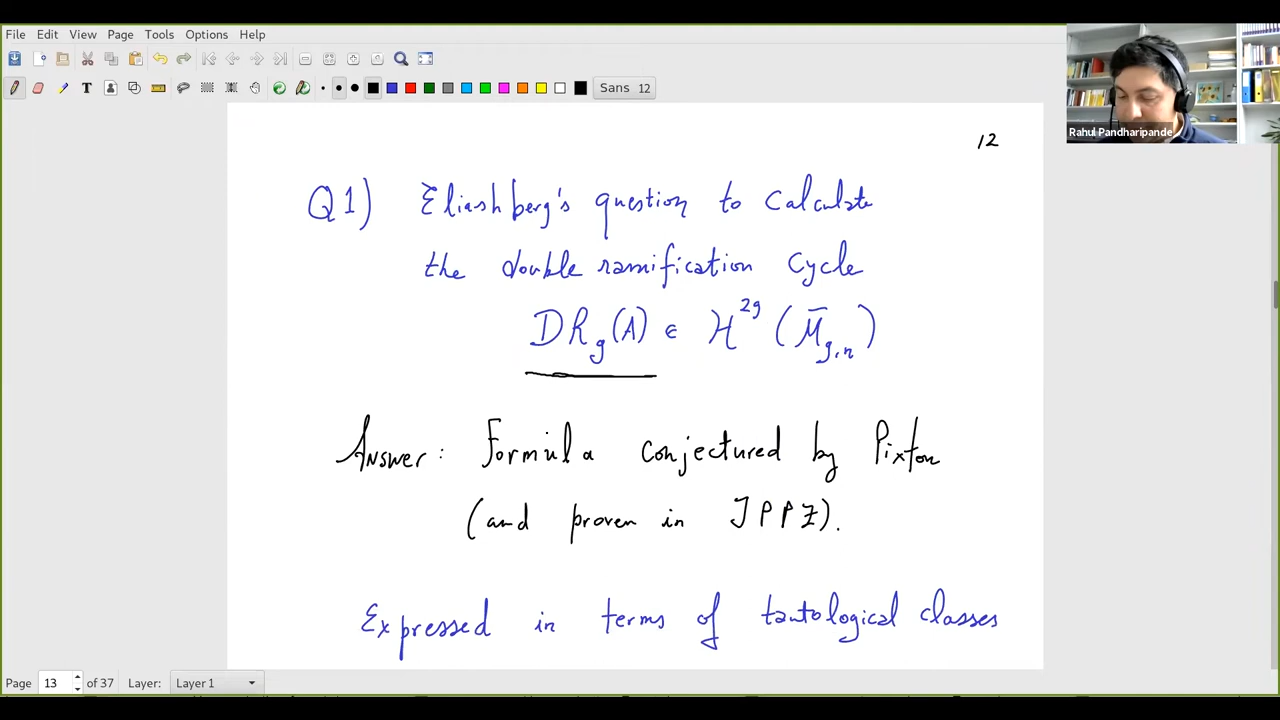 File Edit View Page Tools Options Help
Sans 12
Rahul Pandharipande
12
Q1) Eliashberg's question to calculate
the double ramification cycle
DR_g(A) ∈ H^{2g}(M̄_{g,n})
Answer: Formula conjectured by Pixton
(and proven in JPPZ).
Expressed in terms of tautological classes
Page 13 of 37 Layer: Layer 1